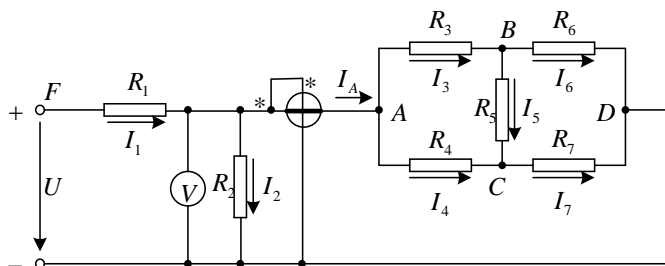 R3 B R6
F R1 * * IA I3 I6
+ A R5 I5 D
I1 R4 R7
U V R2 I2 C
I4 I7
−